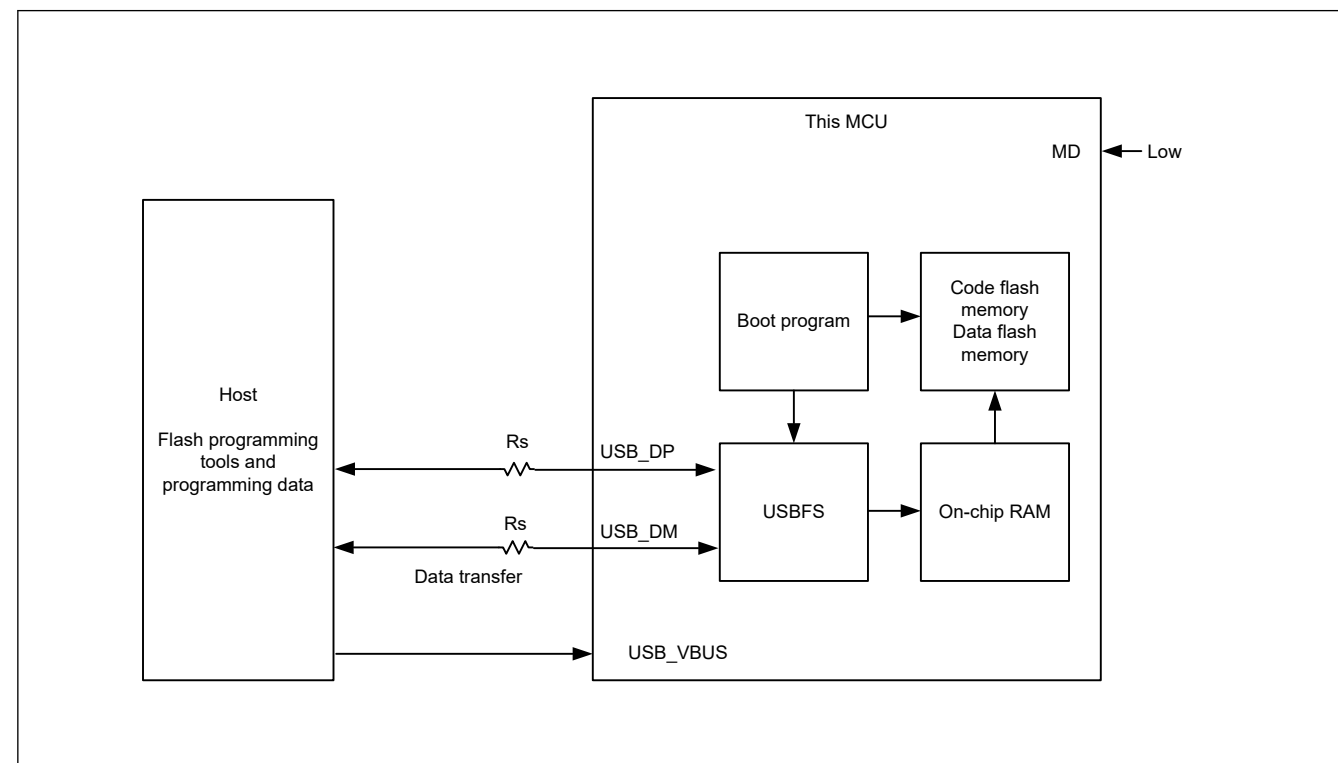 This MCU
MD
Low
Boot program
Code flash
memory
Data flash
memory
Host
Flash programming
tools and
programming data
Rs
USB_DP
USBFS
On-chip RAM
Rs
USB_DM
Data transfer
USB_VBUS